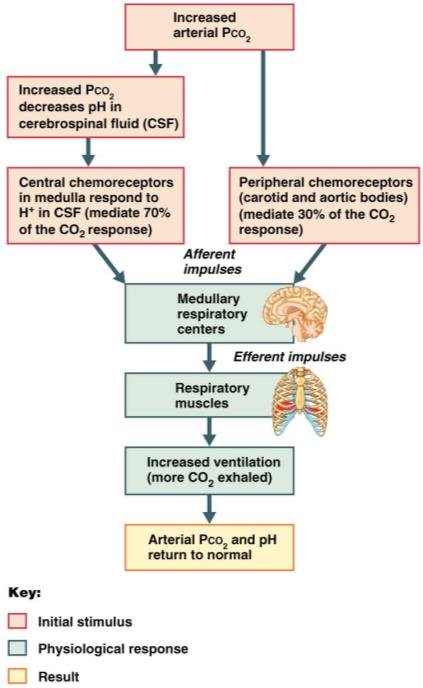 Increased
arterial PCO₂
Increased PCO₂
decreases pH in
cerebrospinal fluid (CSF)
Central chemoreceptors
in medulla respond to
H⁺ in CSF (mediate 70%
of the CO₂ response)
Peripheral chemoreceptors
(carotid and aortic bodies)
(mediate 30% of the CO₂
response)
Afferent
impulses
Medullary
respiratory
centers
Efferent impulses
Respiratory
muscles
Increased ventilation
(more CO₂ exhaled)
Arterial PCO₂ and pH
return to normal
Key:
Initial stimulus
Physiological response
Result